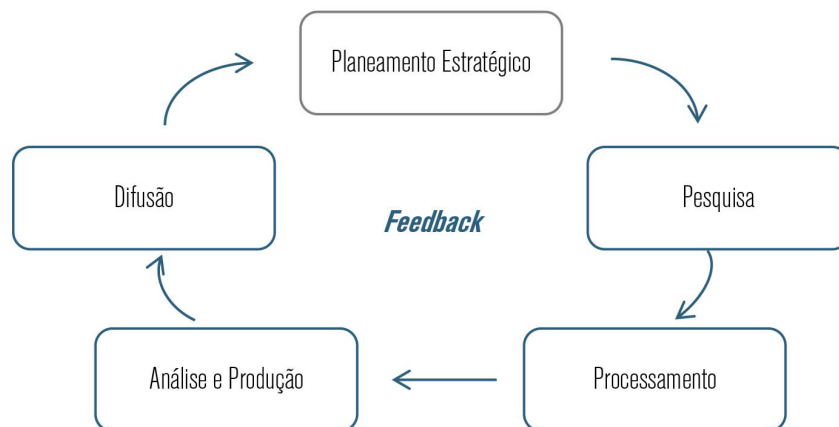 Planeamento Estratégico
Difusão
Pesquisa
Feedback
Análise e Produção
Processamento